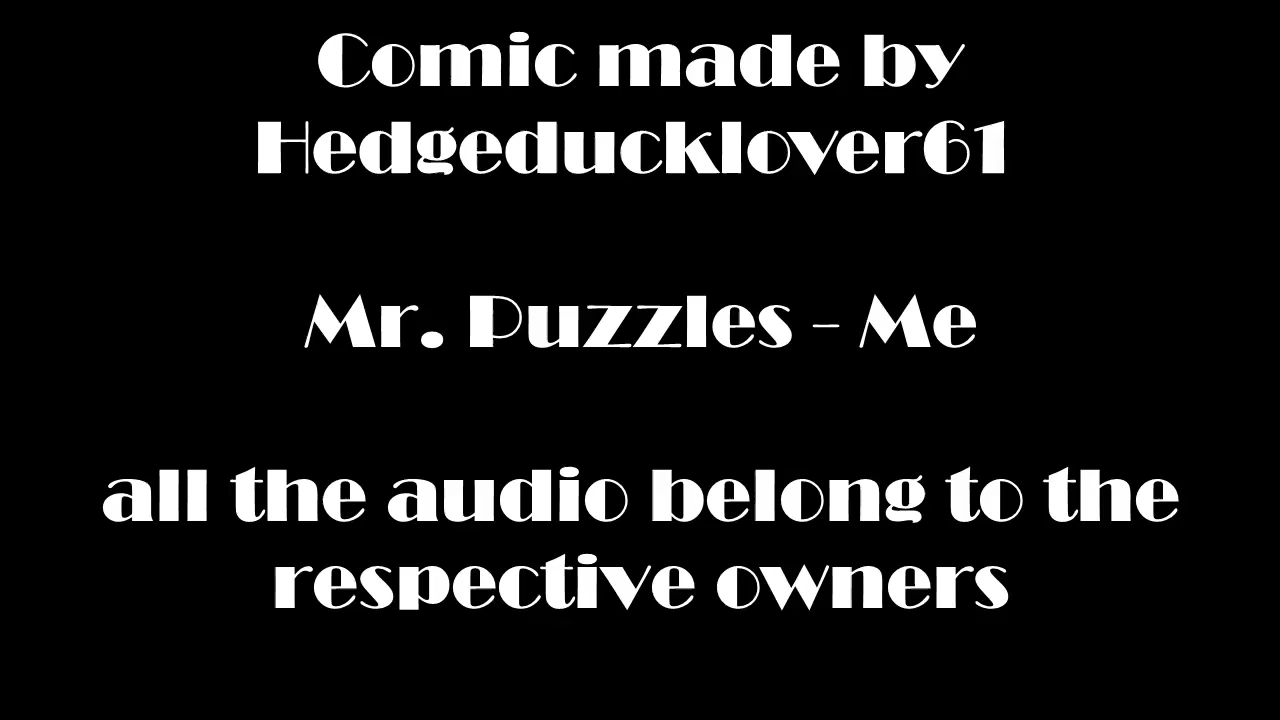 Comic made by
Hedgeducklover61
Mr. Puzzles - Me
all the audio belong to the
respective owners